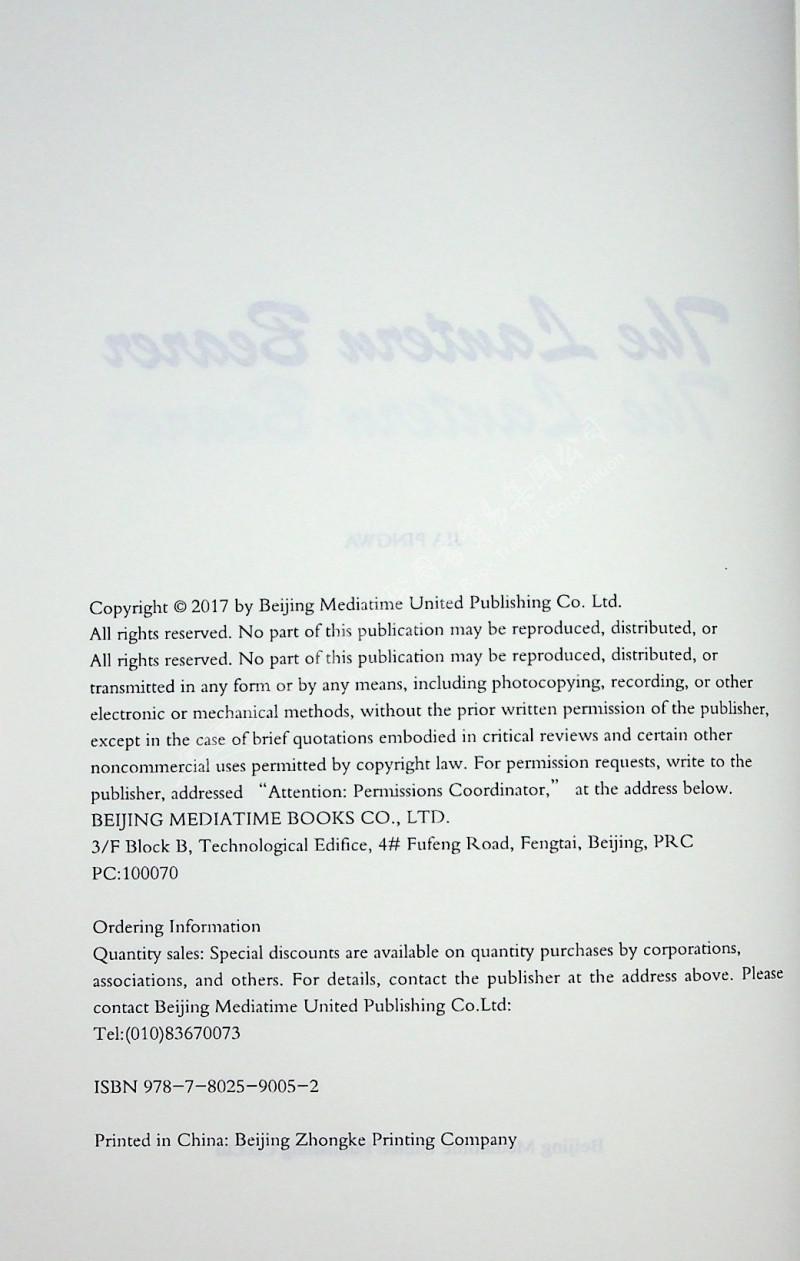 The Lantern Bearer
JIA PINGWA
Copyright © 2017 by Beijing Mediatime United Publishing Co. Ltd.
All rights reserved. No part of this publication may be reproduced, distributed, or
All rights reserved. No part of this publication may be reproduced, distributed, or
transmitted in any form or by any means, including photocopying, recording, or other
electronic or mechanical methods, without the prior written permission of the publisher,
except in the case of brief quotations embodied in critical reviews and certain other
noncommercial uses permitted by copyright law. For permission requests, write to the
publisher, addressed “Attention: Permissions Coordinator,” at the address below.
BEIJING MEDIATIME BOOKS CO., LTD.
3/F Block B, Technological Edifice, 4# Fufeng Road, Fengtai, Beijing, PRC
PC:100070
Ordering Information
Quantity sales: Special discounts are available on quantity purchases by corporations,
associations, and others. For details, contact the publisher at the address above. Please
contact Beijing Mediatime United Publishing Co.Ltd:
Tel:(010)83670073
ISBN 978-7-8025-9005-2
Printed in China: Beijing Zhongke Printing Company